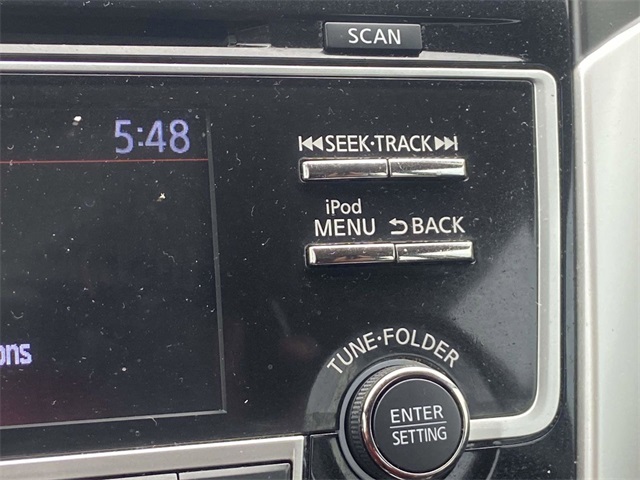 SCAN
5:48
SEEK·TRACK
iPod
MENU
BACK
ons
TUNE·FOLDER
ENTER
SETTING